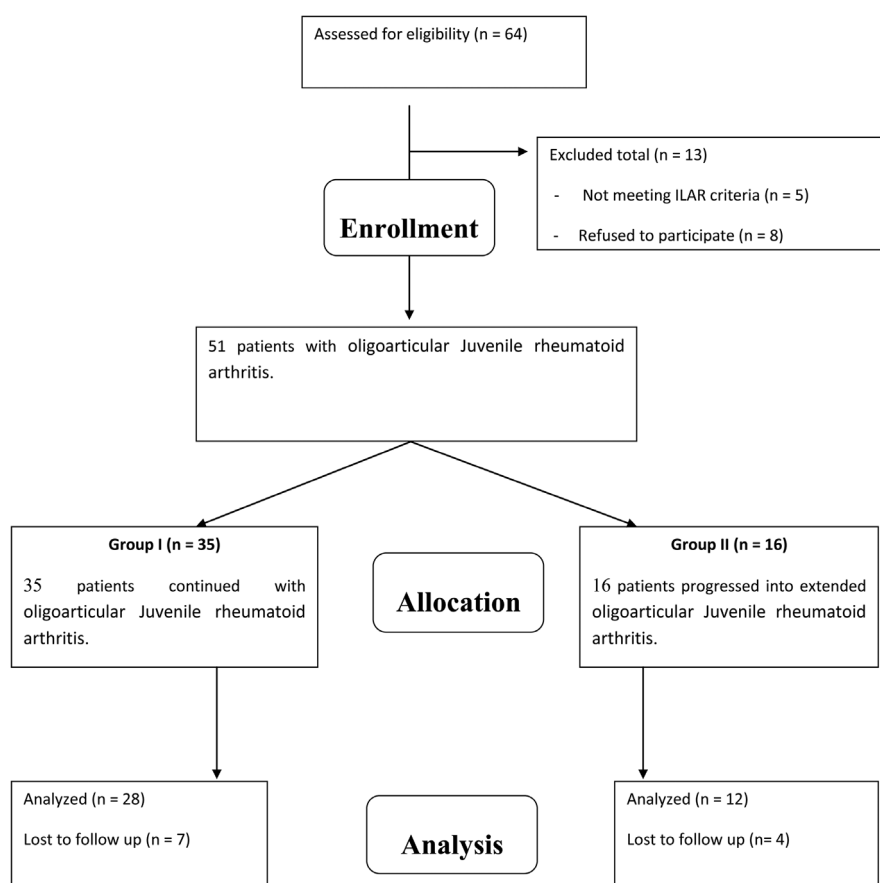 Assessed for eligibility (n = 64)
Excluded total (n = 13)
- Not meeting ILAR criteria (n = 5)
- Refused to participate (n = 8)
Enrollment
51 patients with oligoarticular Juvenile rheumatoid
arthritis.
Group I (n = 35)
35 patients continued with
oligoarticular Juvenile rheumatoid
arthritis.
Allocation
Group II (n = 16)
16 patients progressed into extended
oligoarticular Juvenile rheumatoid
arthritis.
Analyzed (n = 28)
Lost to follow up (n = 7)
Analysis
Analyzed (n = 12)
Lost to follow up (n= 4)